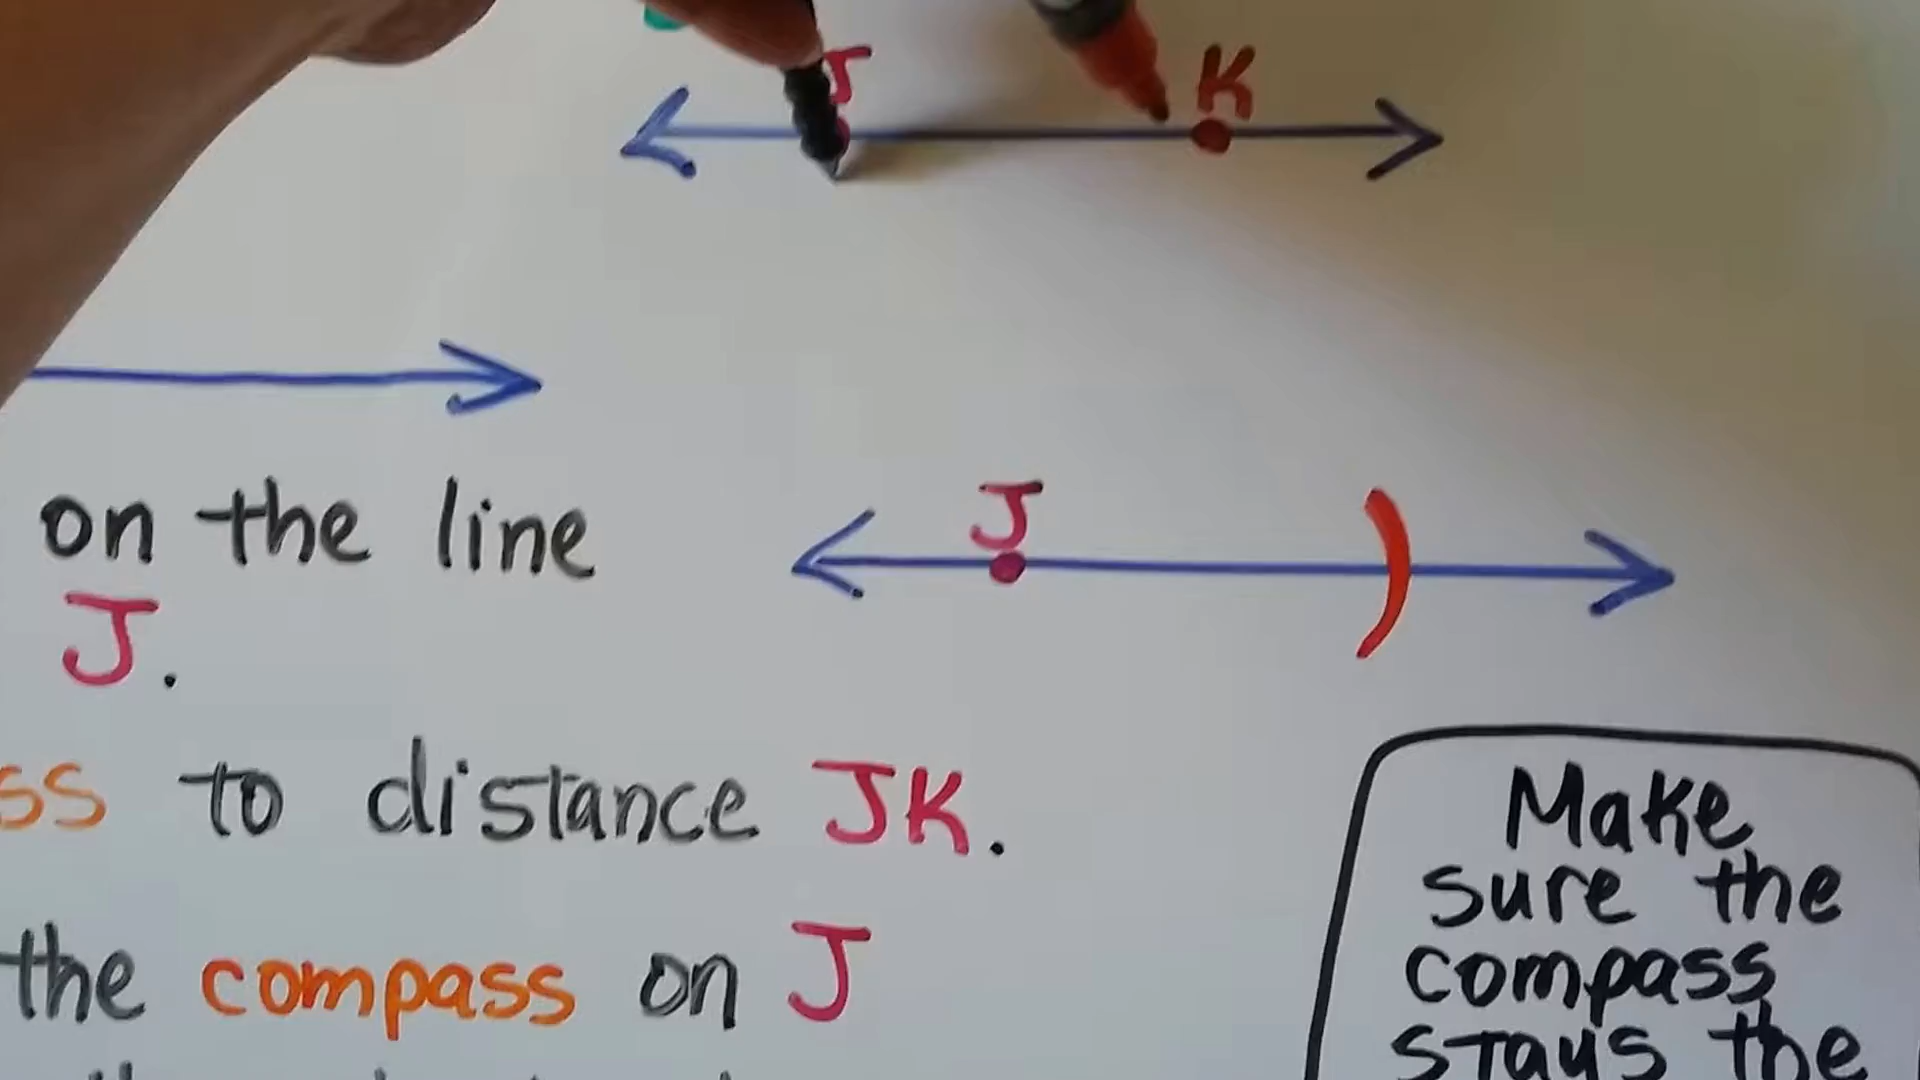 J K
on the line
J
J.
ss to distance JK.
Make
sure the
the compass on J
compass
stays the